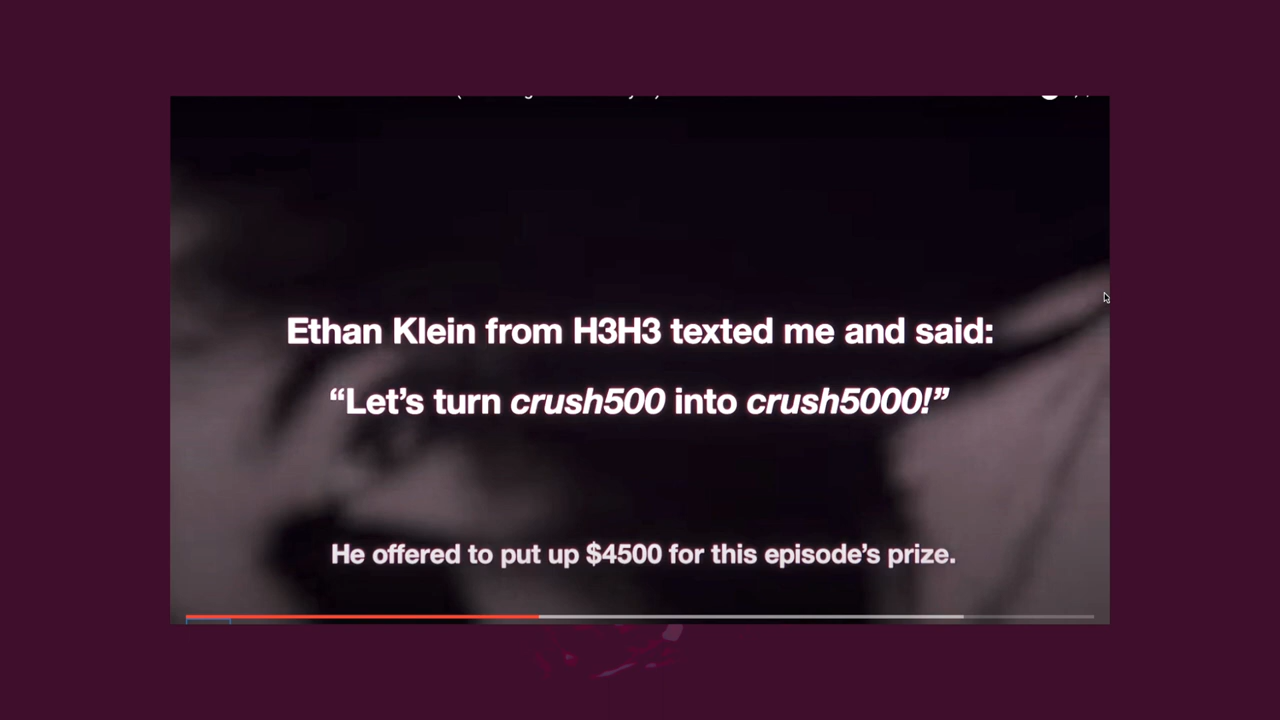 Ethan Klein from H3H3 texted me and said:
“Let’s turn crush500 into crush5000!”
He offered to put up $4500 for this episode’s prize.